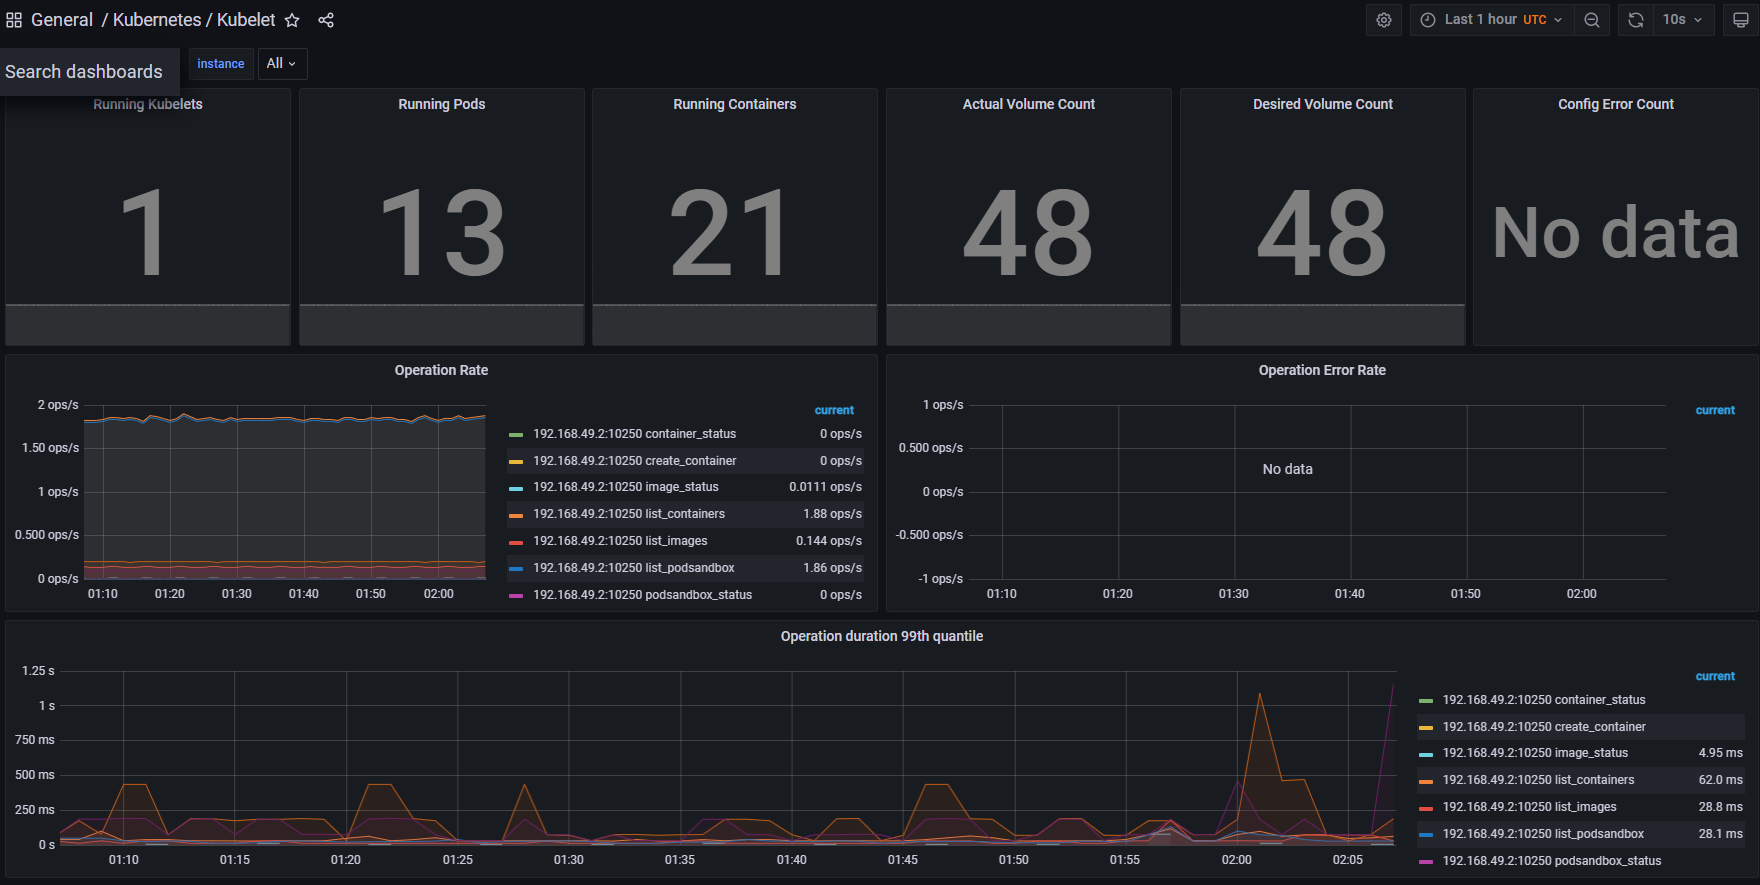 General / Kubernetes / Kubelet
Last 1 hour UTC
10s
Search dashboards
instance
All
Running Kubelets
Running Pods
Running Containers
Actual Volume Count
Desired Volume Count
Config Error Count
1
13
21
48
48
No data
Operation Rate
2 ops/s
1.50 ops/s
1 ops/s
0.500 ops/s
0 ops/s
01:10 01:20 01:30 01:40 01:50 02:00
current
192.168.49.2:10250 container_status 0 ops/s
192.168.49.2:10250 create_container 0 ops/s
192.168.49.2:10250 image_status 0.0111 ops/s
192.168.49.2:10250 list_containers 1.88 ops/s
192.168.49.2:10250 list_images 0.144 ops/s
192.168.49.2:10250 list_podsandbox 1.86 ops/s
192.168.49.2:10250 podsandbox_status 0 ops/s
Operation Error Rate
1 ops/s
0.500 ops/s
0 ops/s
-0.500 ops/s
-1 ops/s
No data
01:10 01:20 01:30 01:40 01:50 02:00
current
Operation duration 99th quantile
1.25 s
1 s
750 ms
500 ms
250 ms
0 s
01:10 01:15 01:20 01:25 01:30 01:35 01:40 01:45 01:50 01:55 02:00 02:05
current
192.168.49.2:10250 container_status
192.168.49.2:10250 create_container
192.168.49.2:10250 image_status 4.95 ms
192.168.49.2:10250 list_containers 62.0 ms
192.168.49.2:10250 list_images 28.8 ms
192.168.49.2:10250 list_podsandbox 28.1 ms
192.168.49.2:10250 podsandbox_status